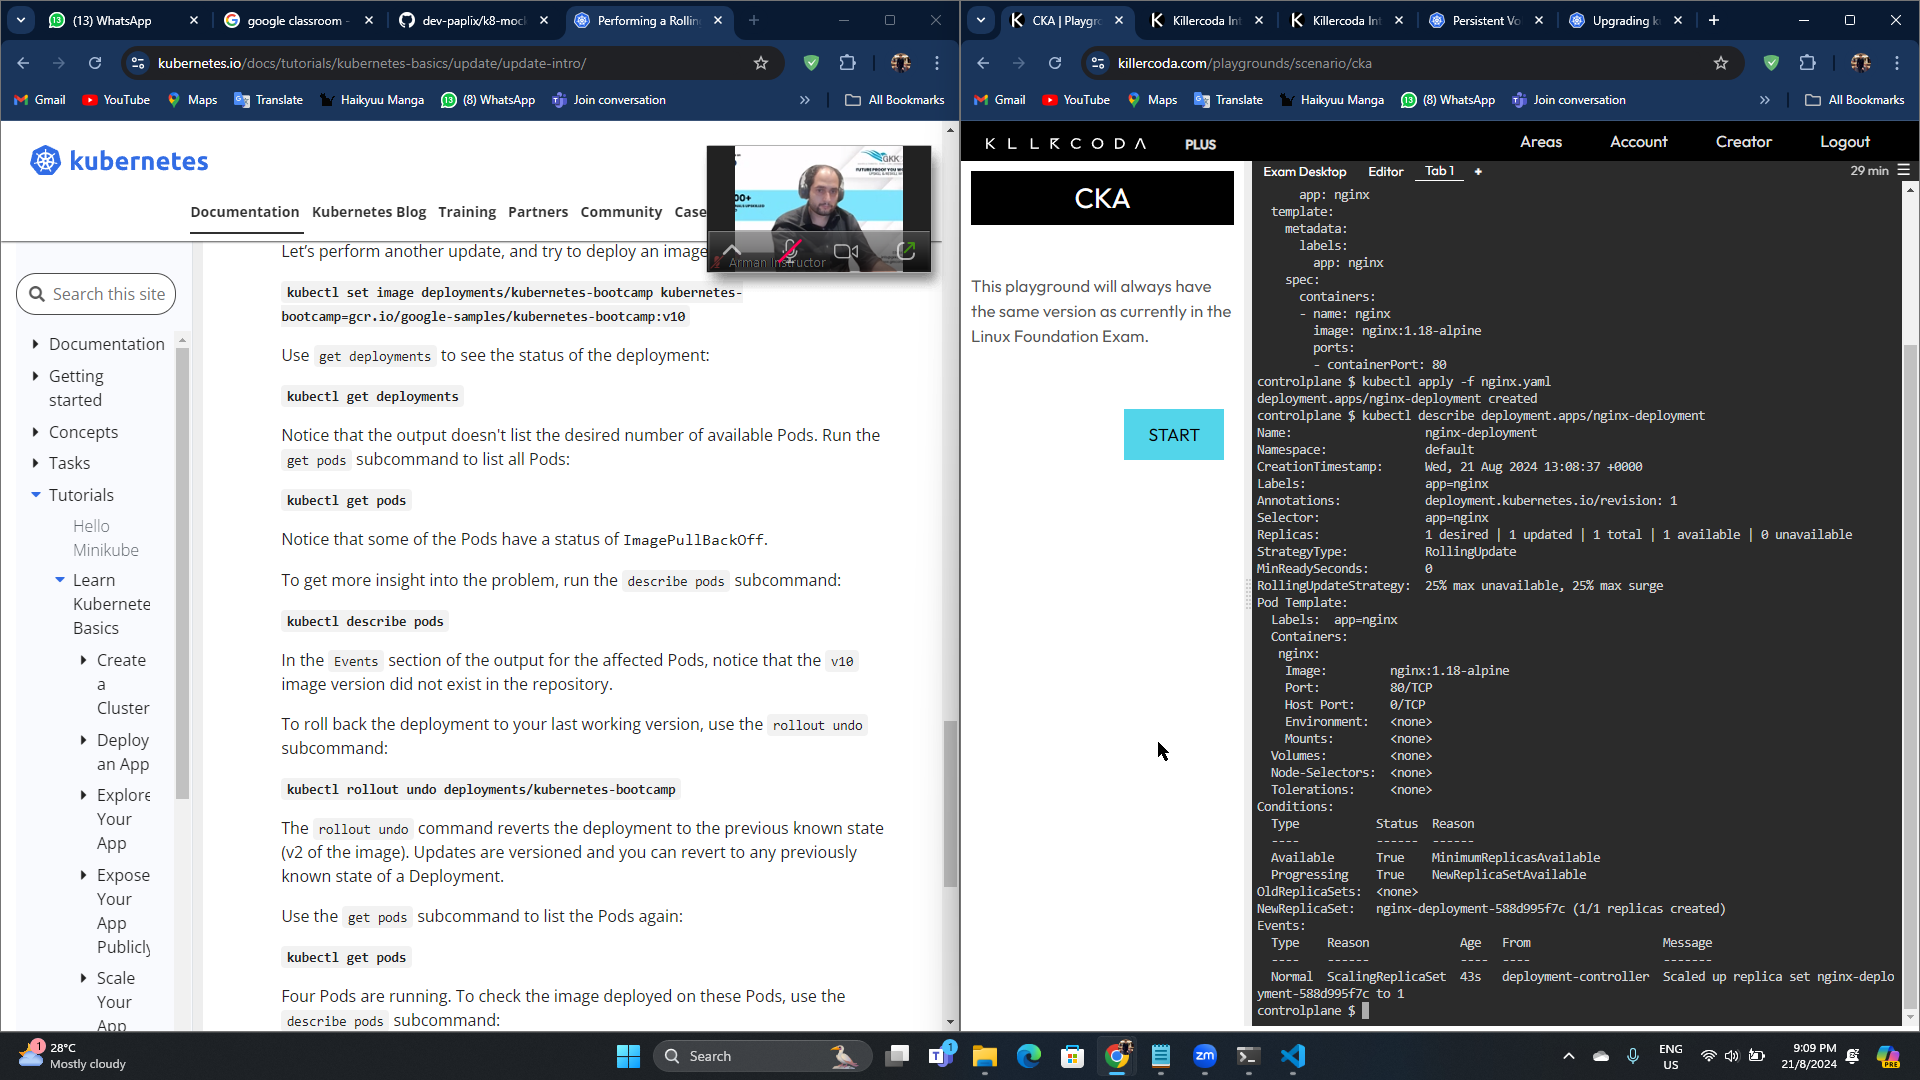 (13) WhatsApp
google classroom -
dev-paplix/k8-moc
Performing a Rollin
kubernetes.io/docs/tutorials/kubernetes-basics/update/update-intro/
Gmail
YouTube
Maps
Translate
Haikyuu Manga
(8) WhatsApp
Join conversation
All Bookmarks
kubernetes
Documentation
Kubernetes Blog
Training
Partners
Community
Case
Arman Instructor
Search this site
Documentation
Getting
started
Concepts
Tasks
Tutorials
Hello
Minikube
Learn
Kubernete
Basics
Create
a
Cluster
Deploy
an App
Explore
Your
App
Expose
Your
App
Publicly
Scale
Your
App
Let's perform another update, and try to deploy an image
kubectl set image deployments/kubernetes-bootcamp kubernetes-
bootcamp=gcr.io/google-samples/kubernetes-bootcamp:v10
Use get deployments to see the status of the deployment:
kubectl get deployments
Notice that the output doesn't list the desired number of available Pods. Run the
get pods subcommand to list all Pods:
kubectl get pods
Notice that some of the Pods have a status of ImagePullBackOff.
To get more insight into the problem, run the describe pods subcommand:
kubectl describe pods
In the Events section of the output for the affected Pods, notice that the v10
image version did not exist in the repository.
To roll back the deployment to your last working version, use the rollout undo
subcommand:
kubectl rollout undo deployments/kubernetes-bootcamp
The rollout undo command reverts the deployment to the previous known state
(v2 of the image). Updates are versioned and you can revert to any previously
known state of a Deployment.
Use the get pods subcommand to list the Pods again:
kubectl get pods
Four Pods are running. To check the image deployed on these Pods, use the
describe pods subcommand:
CKA | Playgro
Killercoda Int
Killercoda Int
Persistent Vo
Upgrading k
killercoda.com/playgrounds/scenario/cka
Gmail
YouTube
Maps
Translate
Haikyuu Manga
(8) WhatsApp
Join conversation
All Bookmarks
KILLERCODA
PLUS
Areas
Account
Creator
Logout
CKA
This playground will always have
the same version as currently in the
Linux Foundation Exam.
START
Exam Desktop
Editor
Tab 1
+
29 min
app: nginx
template:
metadata:
labels:
app: nginx
spec:
containers:
- name: nginx
image: nginx:1.18-alpine
ports:
- containerPort: 80
controlplane $ kubectl apply -f nginx.yaml
deployment.apps/nginx-deployment created
controlplane $ kubectl describe deployment.apps/nginx-deployment
Name: nginx-deployment
Namespace: default
CreationTimestamp: Wed, 21 Aug 2024 13:08:37 +0000
Labels: app=nginx
Annotations: deployment.kubernetes.io/revision: 1
Selector: app=nginx
Replicas: 1 desired | 1 updated | 1 total | 1 available | 0 unavailable
StrategyType: RollingUpdate
MinReadySeconds: 0
RollingUpdateStrategy: 25% max unavailable, 25% max surge
Pod Template:
Labels: app=nginx
Containers:
nginx:
Image: nginx:1.18-alpine
Port: 80/TCP
Host Port: 0/TCP
Environment: <none>
Mounts: <none>
Volumes: <none>
Node-Selectors: <none>
Tolerations: <none>
Conditions:
Type Status Reason
---- ------ ------
Available True MinimumReplicasAvailable
Progressing True NewReplicaSetAvailable
OldReplicaSets: <none>
NewReplicaSet: nginx-deployment-588d995f7c (1/1 replicas created)
Events:
Type Reason Age From Message
---- ------ ---- ---- -------
Normal ScalingReplicaSet 43s deployment-controller Scaled up replica set nginx-deplo
yment-588d995f7c to 1
controlplane $
28°C
Mostly cloudy
Search
ENG
US
9:09 PM
21/8/2024